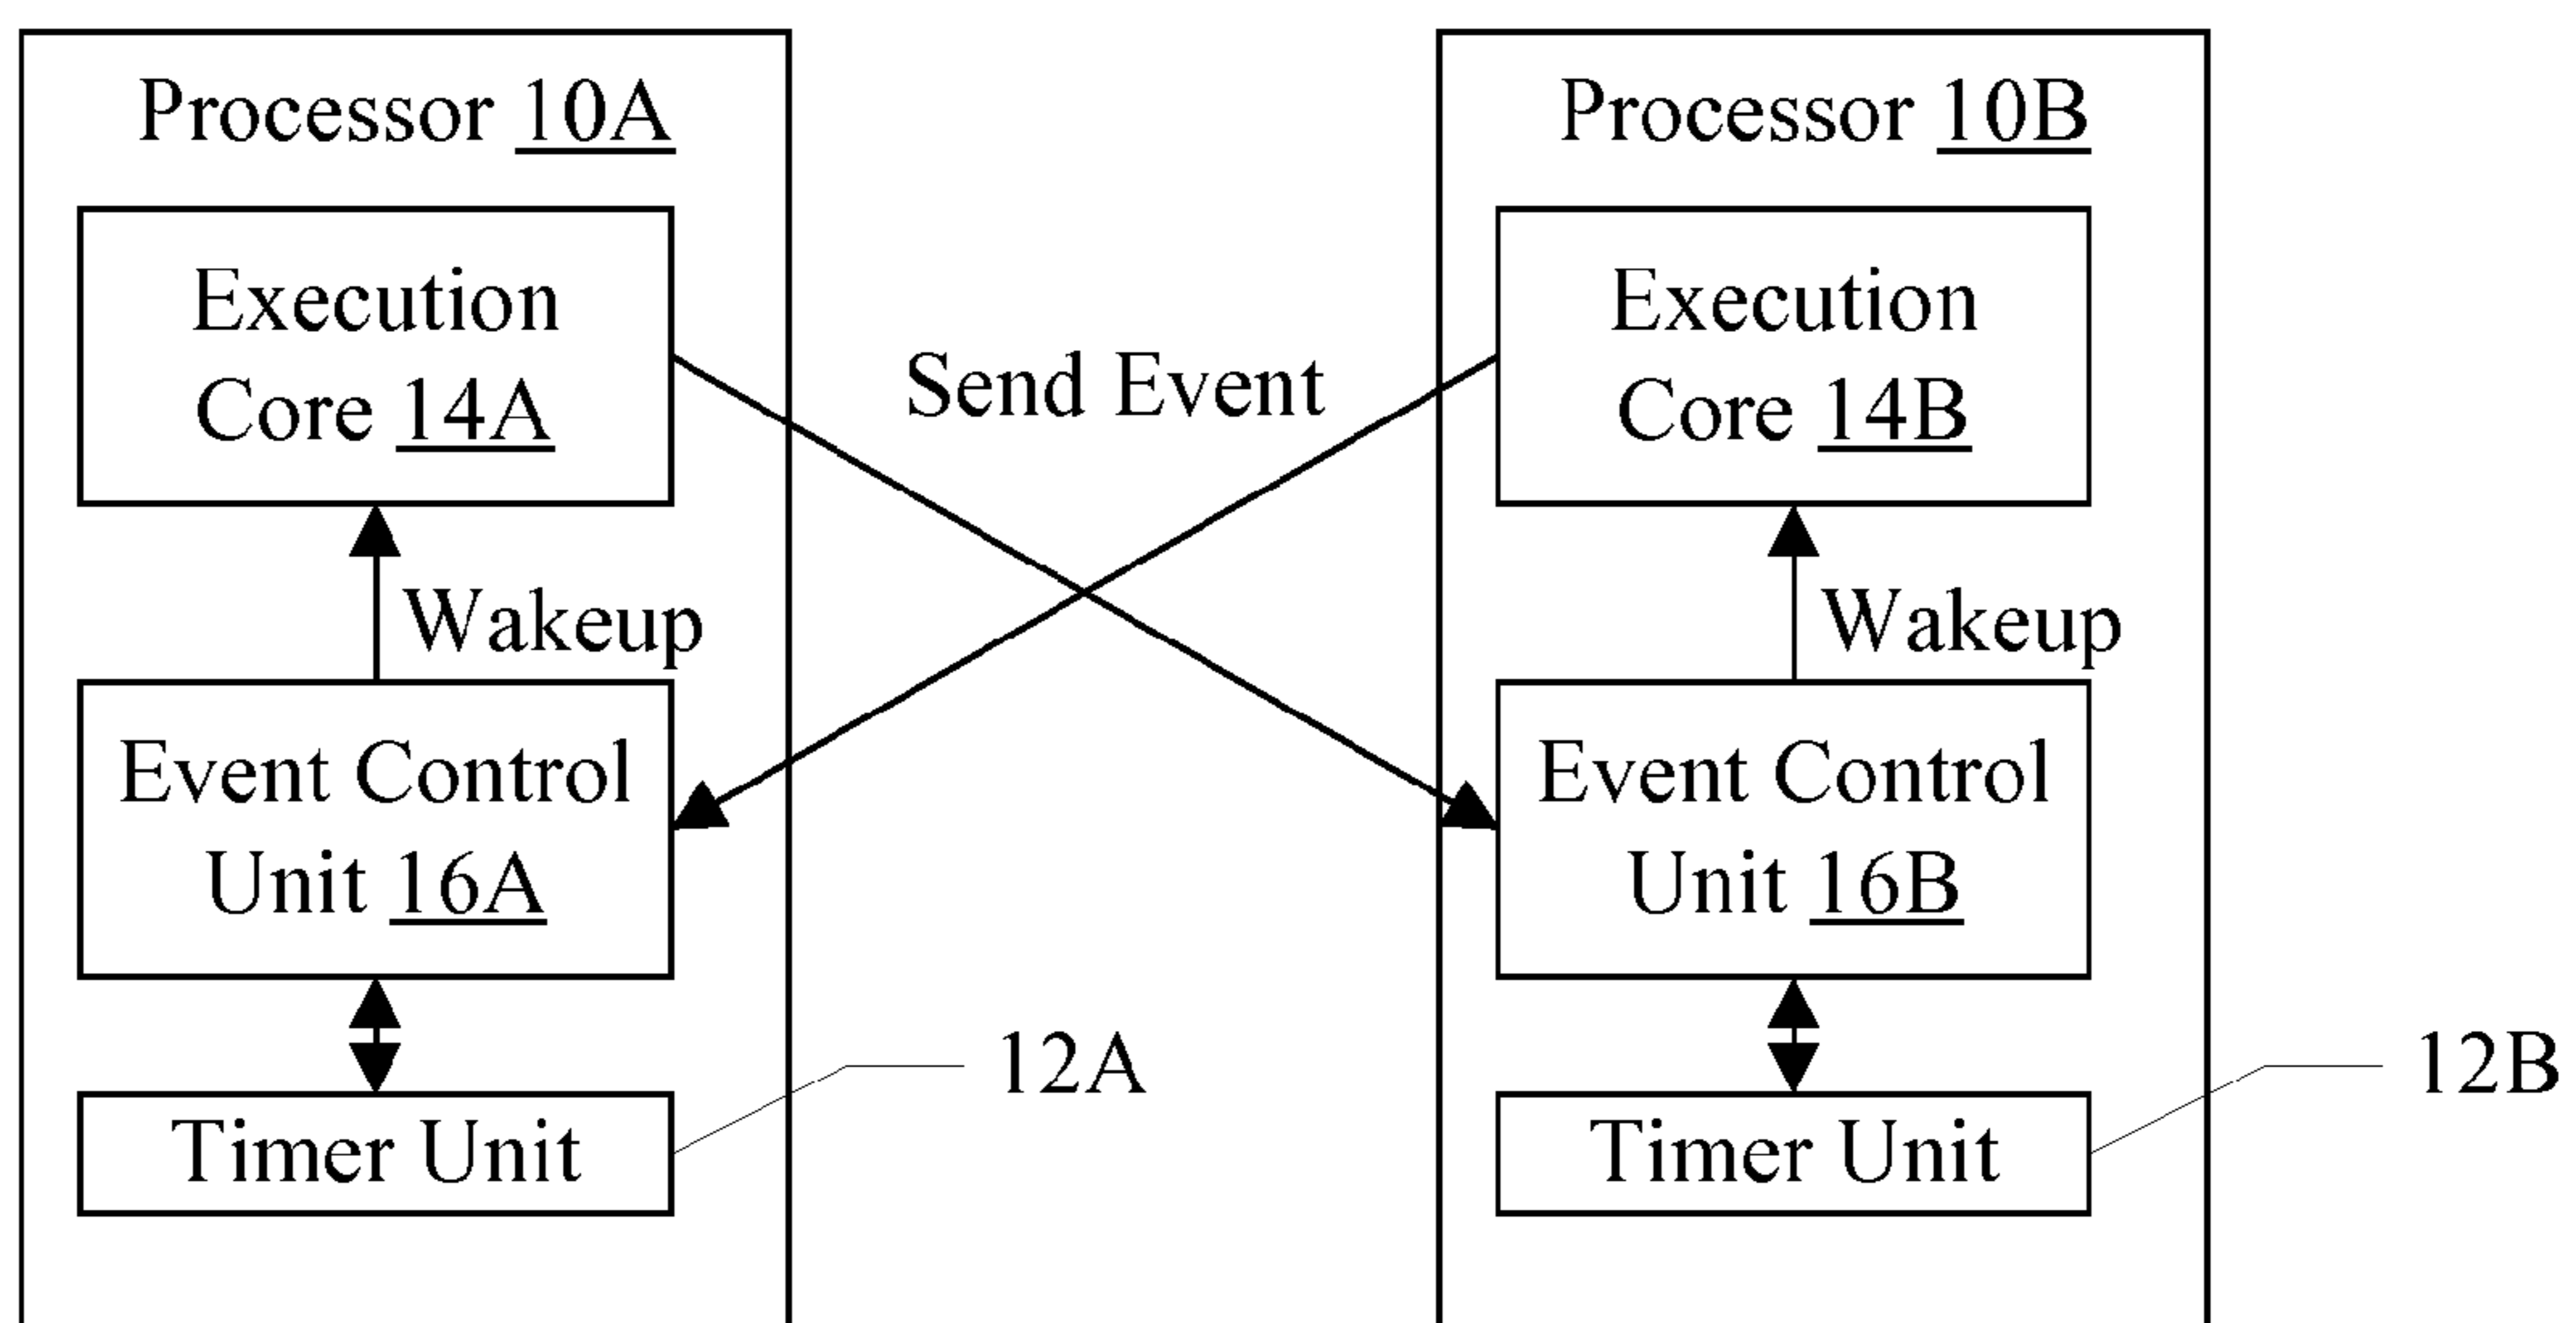 Processor 10A
Execution
Core 14A
Wakeup
Event Control
Unit 16A
Timer Unit
12A
Send Event
Processor 10B
Execution
Core 14B
Wakeup
Event Control
Unit 16B
Timer Unit
12B